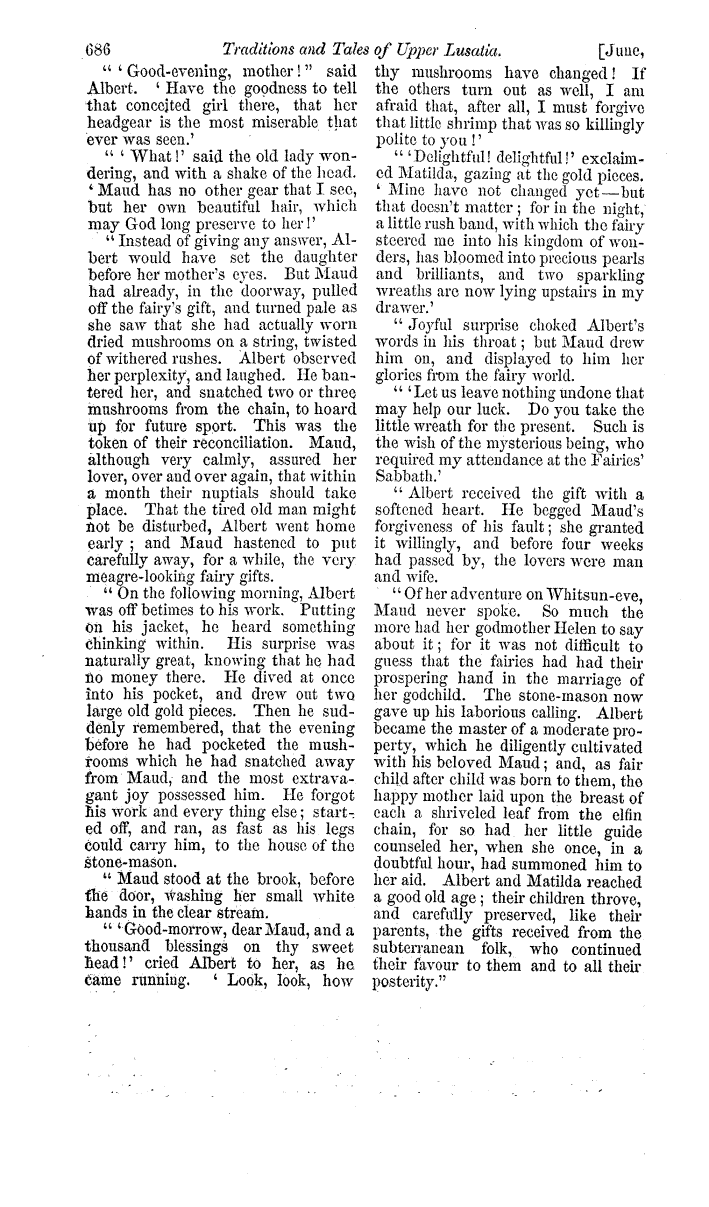 686 Traditions and Tales of Upper Lusatia. [June,
" ' Good-evening, mother!" said
Albert. ' Have the goodness to tell
that conceited girl there, that her
headgear is the most miserable that
ever was seen.'
" ' What!' said the old lady won-
dering, and with a shake of the head.
' Maud has no other gear that I see,
but her own beautiful hair, which
may God long preserve to her!'
" Instead of giving any answer, Al-
bert would have set the daughter
before her mother's eyes. But Maud
had already, in the doorway, pulled
off the fairy's gift, and turned pale as
she saw that she had actually worn
dried mushrooms on a string, twisted
of withered rushes. Albert observed
her perplexity, and laughed. He ban-
tered her, and snatched two or three
mushrooms from the chain, to hoard
up for future sport. This was the
token of their reconciliation. Maud,
although very calmly, assured her
lover, over and over again, that within
a month their nuptials should take
place. That the tired old man might
not be disturbed, Albert went home
early ; and Maud hastened to put
carefully away, for a while, the very
meagre-looking fairy gifts.
" On the following morning, Albert
was off betimes to his work. Putting
on his jacket, he heard something
chinking within. His surprise was
naturally great, knowing that he had
no money there. He dived at once
into his pocket, and drew out two
large old gold pieces. Then he sud-
denly remembered, that the evening
before he had pocketed the mush-
rooms which he had snatched away
from Maud, and the most extrava-
gant joy possessed him. He forgot
his work and every thing else; start-
ed off, and ran, as fast as his legs
could carry him, to the house of the
stone-mason.
" Maud stood at the brook, before
the door, washing her small white
hands in the clear stream.
" ' Good-morrow, dear Maud, and a
thousand blessings on thy sweet
head!' cried Albert to her, as he
came running. ' Look, look, how
thy mushrooms have changed! If
the others turn out as well, I am
afraid that, after all, I must forgive
that little shrimp that was so killingly
polite to you!'
" ' Delightful! delightful!' exclaim-
ed Matilda, gazing at the gold pieces.
' Mine have not changed yet—but
that doesn't matter ; for in the night,
a little rush band, with which the fairy
steered me into his kingdom of won-
ders, has bloomed into precious pearls
and brilliants, and two sparkling
wreaths are now lying upstairs in my
drawer.'
" Joyful surprise choked Albert's
words in his throat ; but Maud drew
him on, and displayed to him her
glories from the fairy world.
" ' Let us leave nothing undone that
may help our luck. Do you take the
little wreath for the present. Such is
the wish of the mysterious being, who
required my attendance at the Fairies'
Sabbath.'
" Albert received the gift with a
softened heart. He begged Maud's
forgiveness of his fault ; she granted
it willingly, and before four weeks
had passed by, the lovers were man
and wife.
" Of her adventure on Whitsun-eve,
Maud never spoke. So much the
more had her godmother Helen to say
about it ; for it was not difficult to
guess that the fairies had had their
prospering hand in the marriage of
her godchild. The stone-mason now
gave up his laborious calling. Albert
became the master of a moderate pro-
perty, which he diligently cultivated
with his beloved Maud ; and, as fair
child after child was born to them, the
happy mother laid upon the breast of
each a shriveled leaf from the elfin
chain, for so had her little guide
counseled her, when she once, in a
doubtful hour, had summoned him to
her aid. Albert and Matilda reached
a good old age ; their children throve,
and carefully preserved, like their
parents, the gifts received from the
subterranean folk, who continued
their favour to them and to all their
posterity."